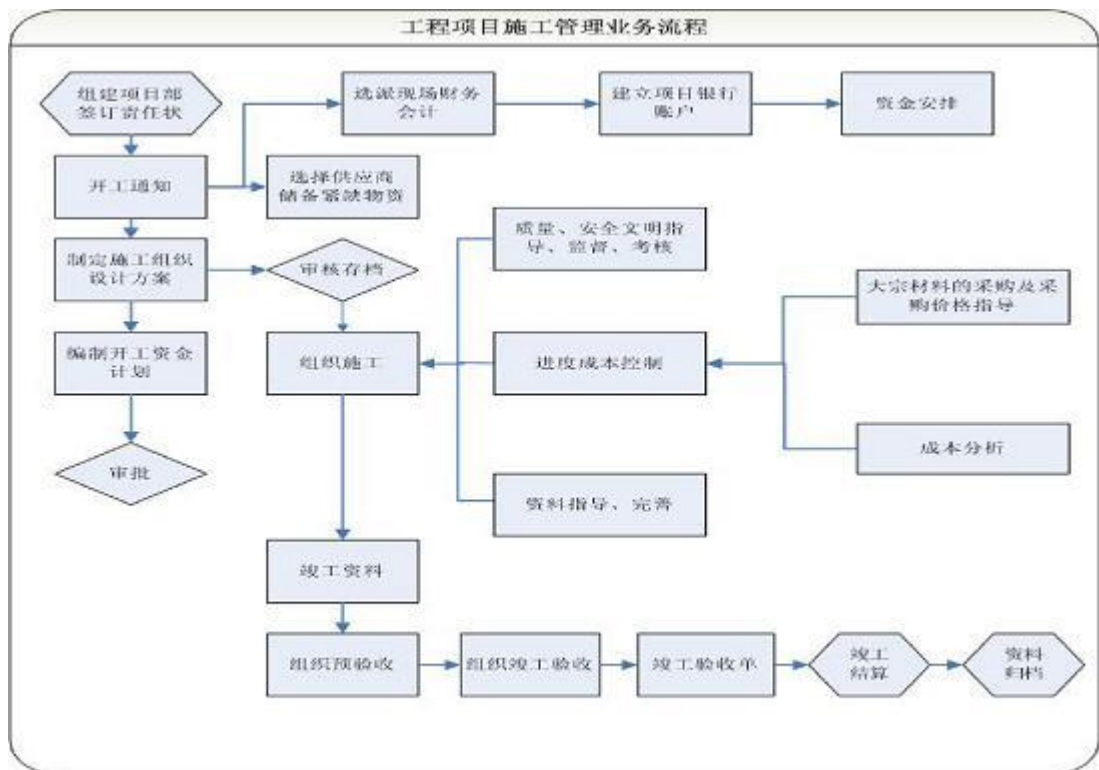 工程项目施工管理业务流程
组建项目部
签订责任状
选派现场财务
会计
建立项目银行
账户
资金安排
开工通知
选择供应商
储备紧缺物资
质量、安全文明指
导、监督、考核
制定施工组织
设计方案
审核存档
大宗材料的采购及采
购价格指导
编制开工资金
计划
组织施工
进度成本控制
成本分析
审批
资料指导、完善
竣工资料
组织预验收
组织竣工验收
竣工验收单
竣工
结算
资料
归档